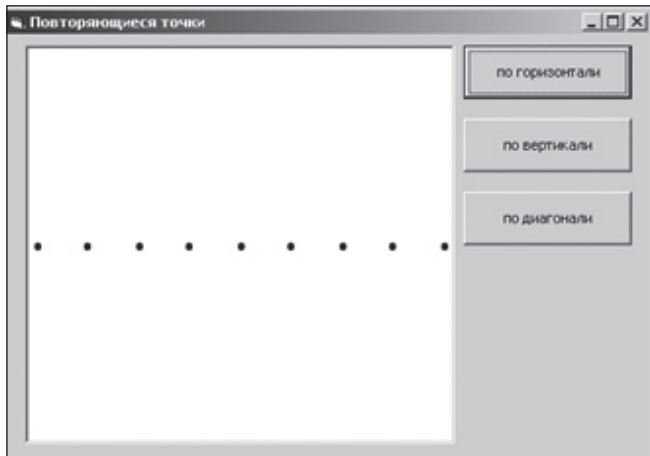 Повторяющиеся точки
по горизонтали
по вертикали
по диагонали